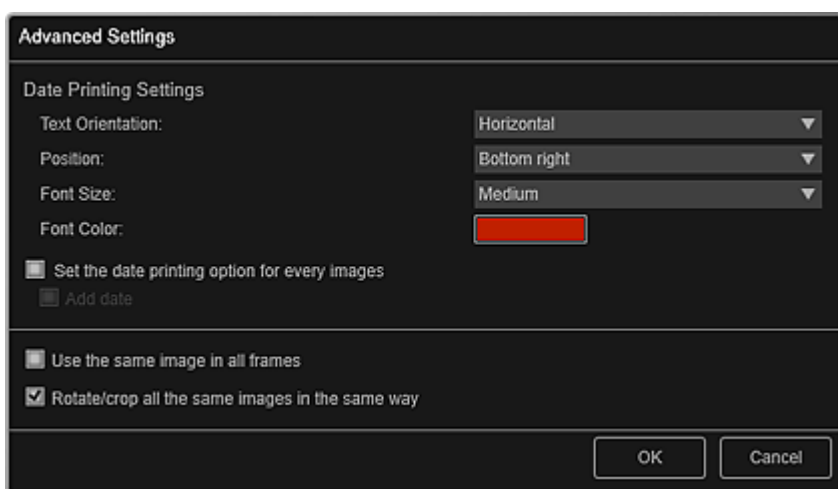 Advanced Settings
Date Printing Settings
Text Orientation: Horizontal
Position: Bottom right
Font Size: Medium
Font Color:
Set the date printing option for every images
Add date
Use the same image in all frames
Rotate/crop all the same images in the same way
OK Cancel